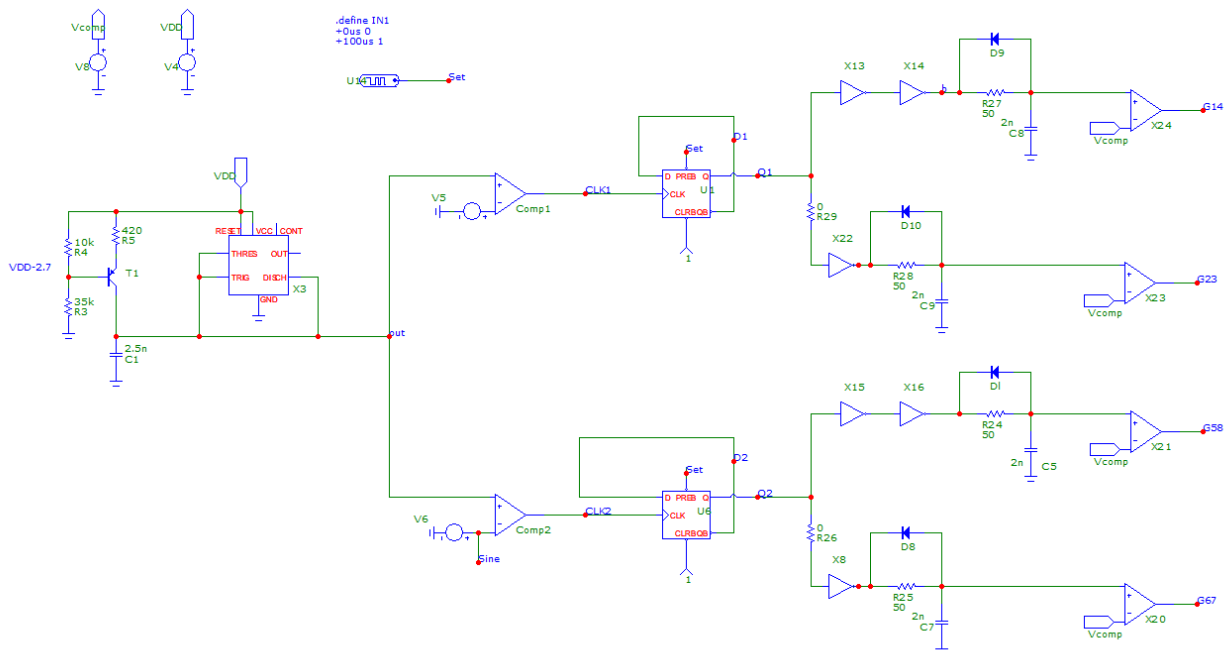 Vcomp
V8
VDD
V4
.define IN1
+0us 0
+100us 1
U14
Set
VDD
10k
R4
420
R5
VDD-2.7
T1
35k
R3
2.5n
C1
RESET
VCC
CONT
THRES
OUT
TRIG
DISCH
X3
GND
out
V5
Comp1
CLK1
V6
Comp2
CLK2
Sine
D1
Set
D PREB Q
U1
CLK
CLRBQB
1
Q1
D2
Set
D PREB Q
U6
CLK
CLRBQB
1
Q2
X13
X14
b
D9
R27
50
2n
C8
Vcomp
X24
G14
0
R29
X22
D10
R28
50
2n
C9
Vcomp
X23
G23
X15
X16
DI
R24
50
2n
C5
Vcomp
X21
G58
0
R26
X8
D8
R25
50
2n
C7
Vcomp
X20
G67